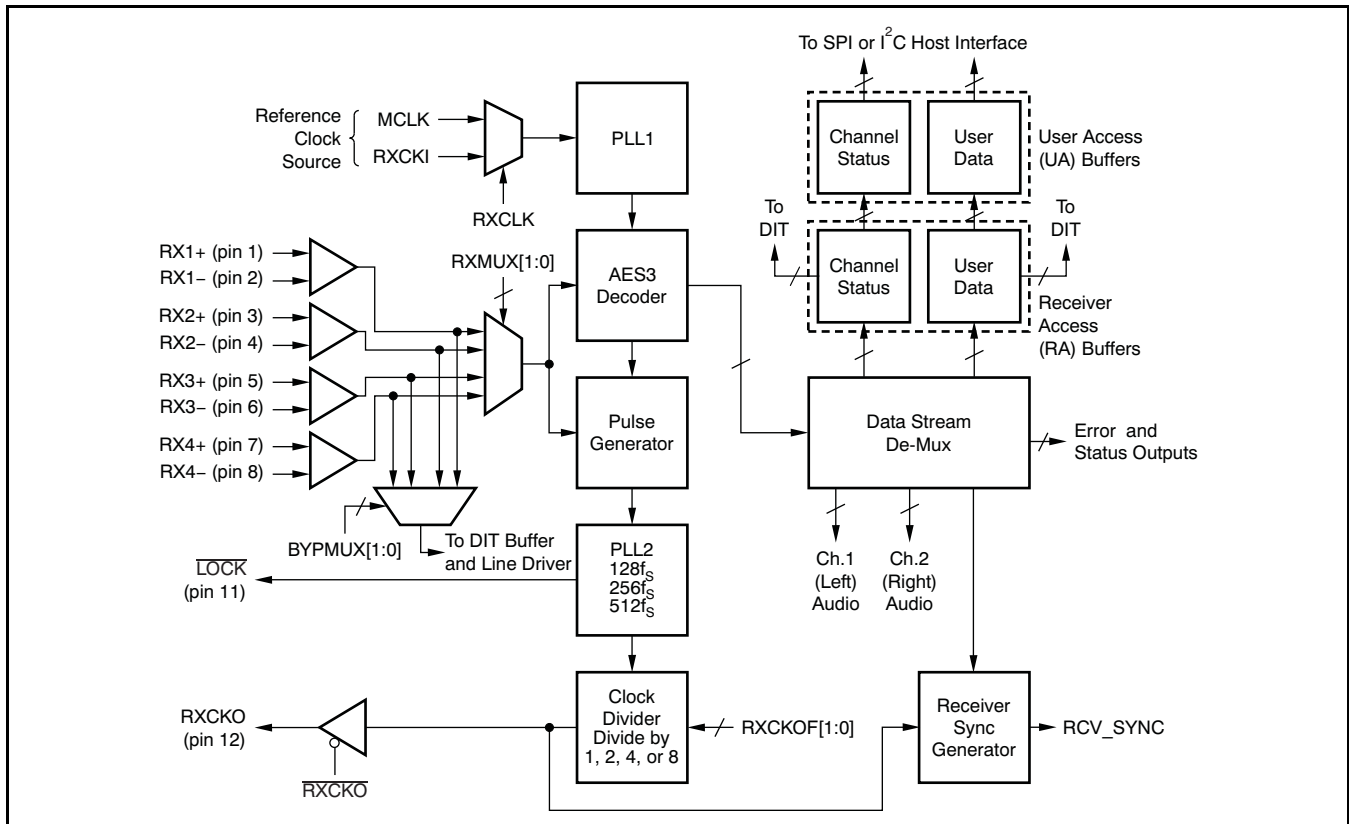 To SPI or I²C Host Interface
Reference
Clock
Source
MCLK
RXCKI
RXCLK
PLL1
Channel
Status
User
Data
User Access
(UA) Buffers
To
DIT
Channel
Status
User
Data
To
DIT
Receiver
Access
(RA) Buffers
RX1+ (pin 1)
RX1− (pin 2)
RX2+ (pin 3)
RX2− (pin 4)
RX3+ (pin 5)
RX3− (pin 6)
RX4+ (pin 7)
RX4− (pin 8)
RXMUX[1:0]
AES3
Decoder
Pulse
Generator
Data Stream
De-Mux
Error and
Status Outputs
BYPMUX[1:0]
To DIT Buffer
and Line Driver
LOCK
(pin 11)
PLL2
128fS
256fS
512fS
Ch.1
(Left)
Audio
Ch.2
(Right)
Audio
RXCKO
(pin 12)
RXCKO
Clock
Divider
Divide by
1, 2, 4, or 8
RXCKOF[1:0]
Receiver
Sync
Generator
RCV_SYNC